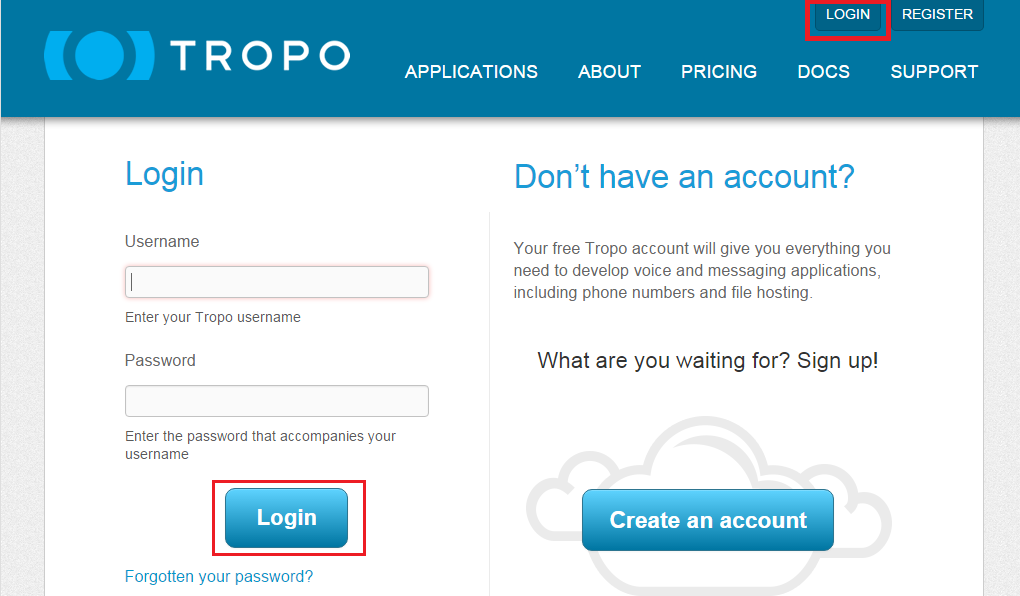 LOGIN REGISTER
TROPO
APPLICATIONS ABOUT PRICING DOCS SUPPORT
Login
Username
Enter your Tropo username
Password
Enter the password that accompanies your
username
Login
Forgotten your password?
Don't have an account?
Your free Tropo account will give you everything you
need to develop voice and messaging applications,
including phone numbers and file hosting.
What are you waiting for? Sign up!
Create an account